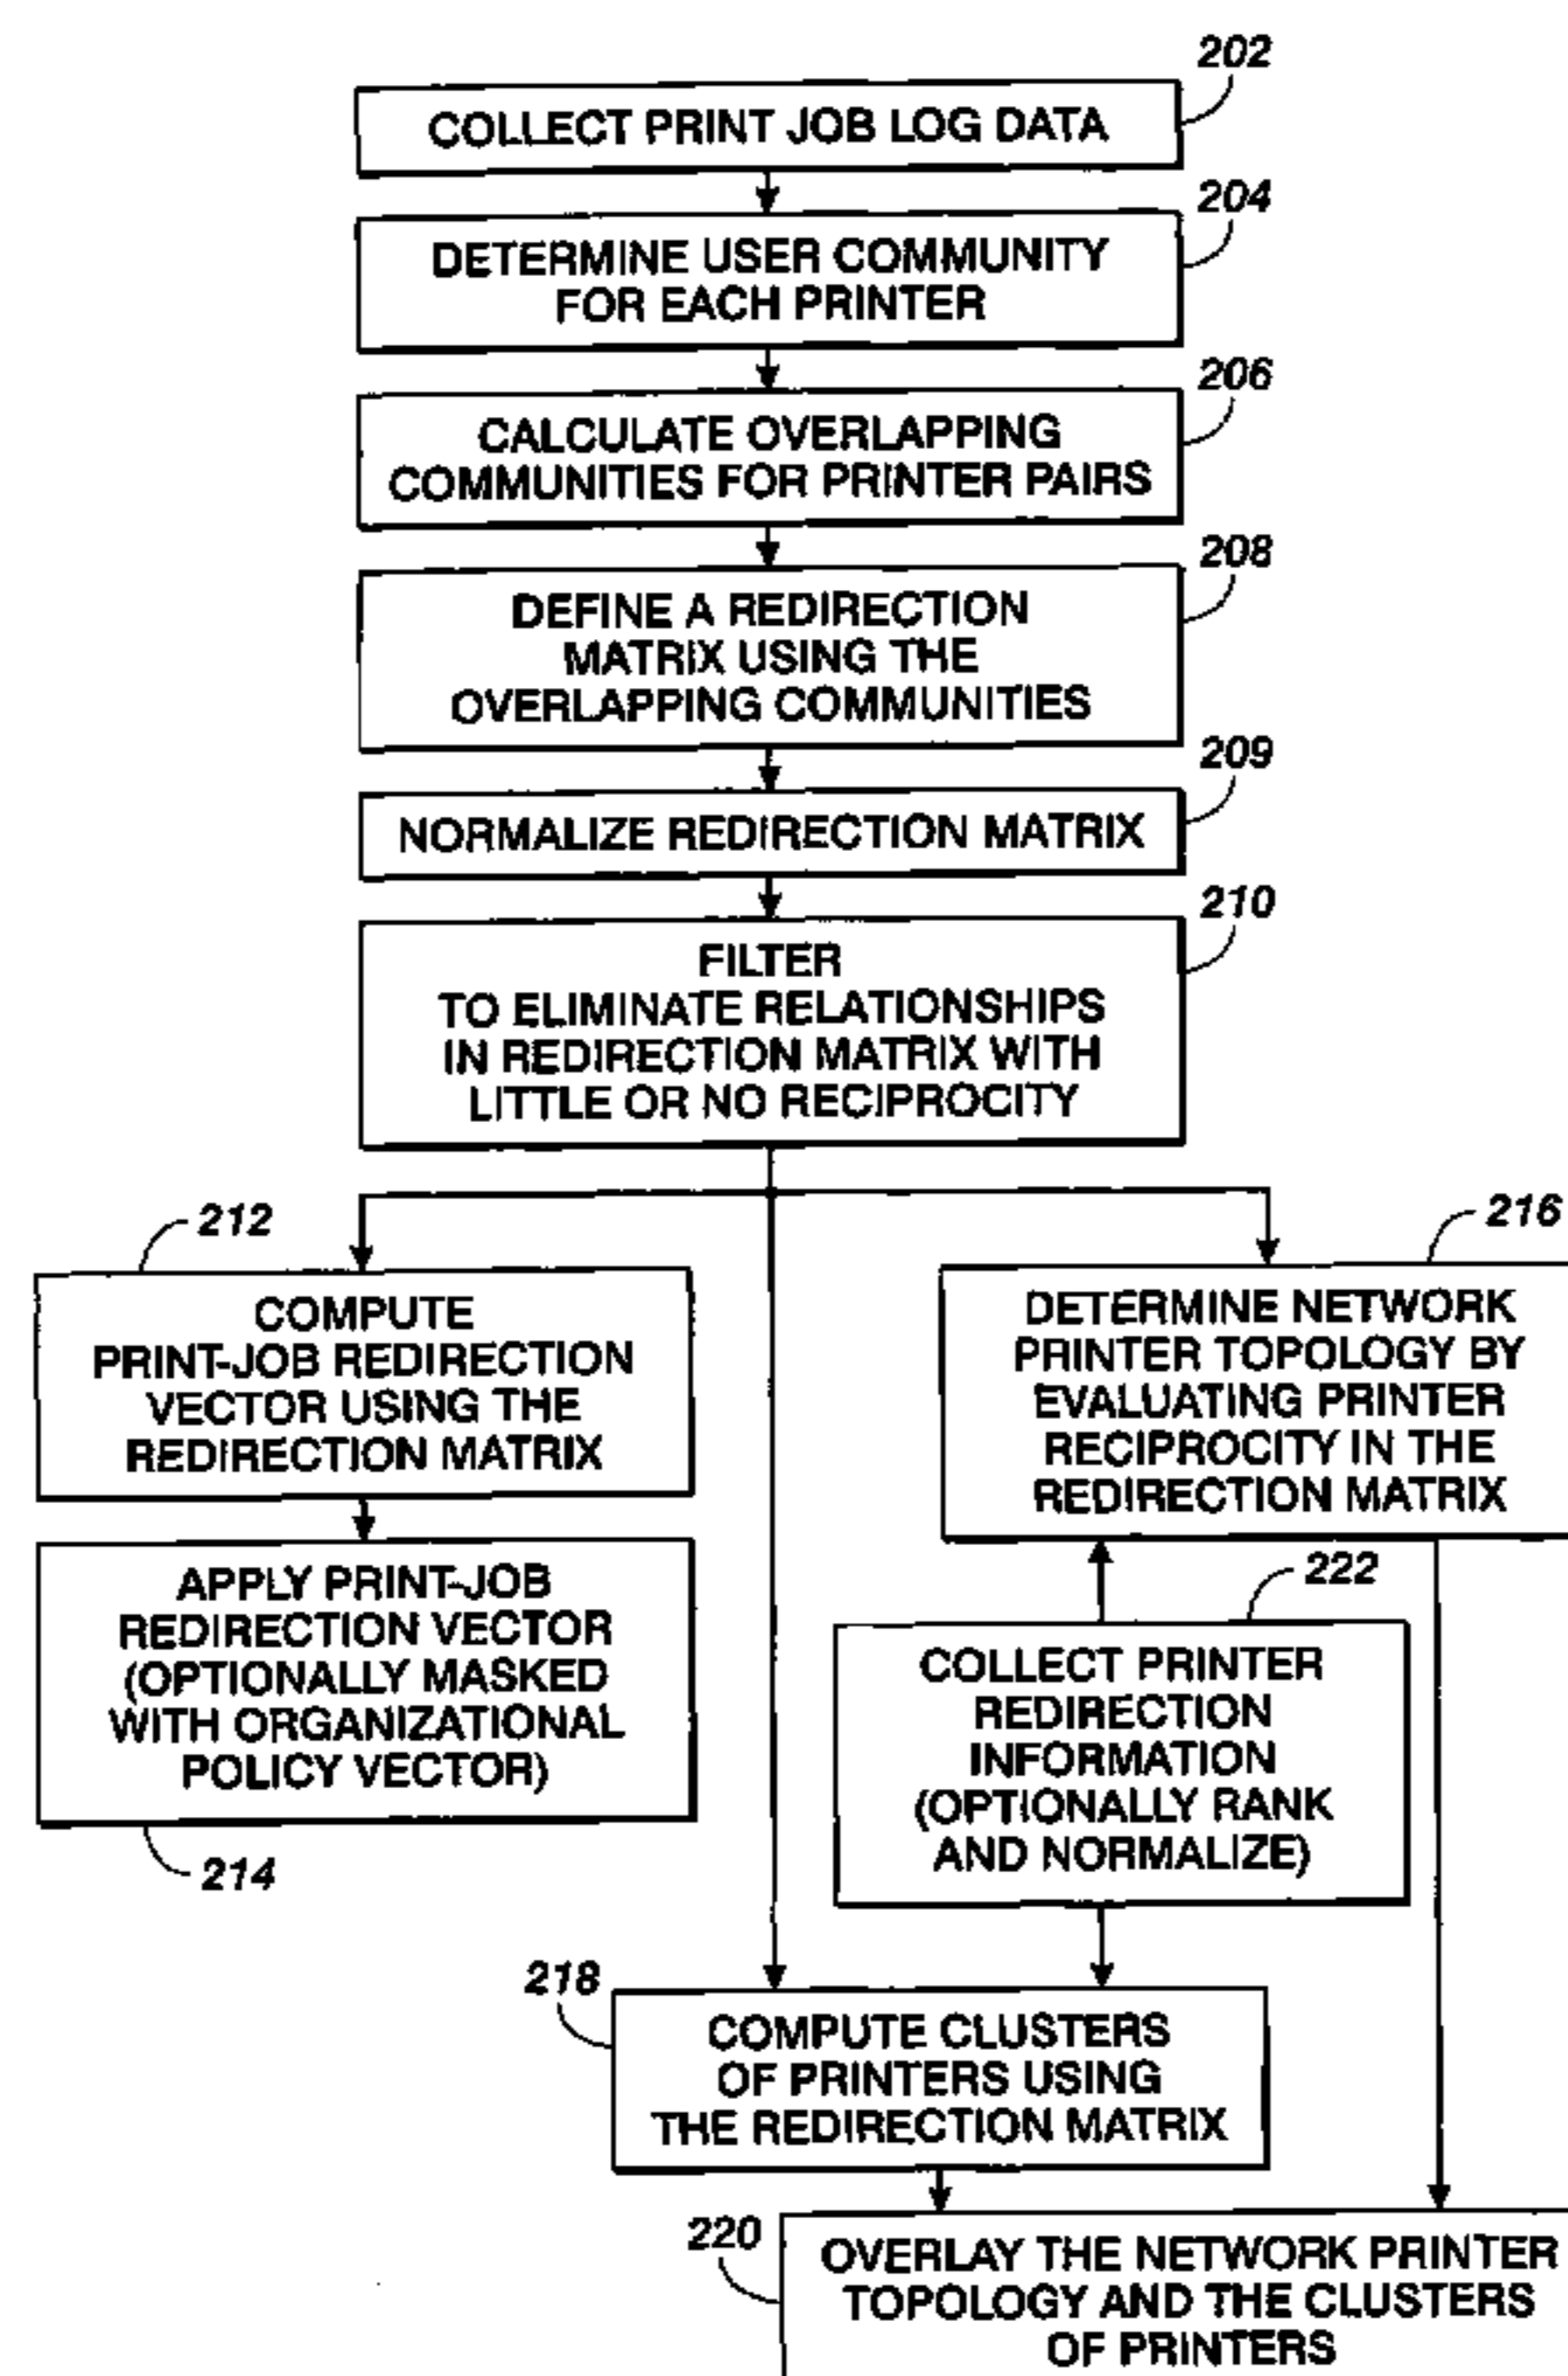 202
COLLECT PRINT JOB LOG DATA
204
DETERMINE USER COMMUNITY
FOR EACH PRINTER
206
CALCULATE OVERLAPPING
COMMUNITIES FOR PRINTER PAIRS
208
DEFINE A REDIRECTION
MATRIX USING THE
OVERLAPPING COMMUNITIES
209
NORMALIZE REDIRECTION MATRIX
210
FILTER
TO ELIMINATE RELATIONSHIPS
IN REDIRECTION MATRIX WITH
LITTLE OR NO RECIPROCITY
212
COMPUTE
PRINT-JOB REDIRECTION
VECTOR USING THE
REDIRECTION MATRIX
APPLY PRINT-JOB
REDIRECTION VECTOR
(OPTIONALLY MASKED
WITH ORGANIZATIONAL
POLICY VECTOR)
214
216
DETERMINE NETWORK
PRINTER TOPOLOGY BY
EVALUATING PRINTER
RECIPROCITY IN THE
REDIRECTION MATRIX
222
COLLECT PRINTER
REDIRECTION
INFORMATION
(OPTIONALLY RANK
AND NORMALIZE)
218
COMPUTE CLUSTERS
OF PRINTERS USING
THE REDIRECTION MATRIX
220
OVERLAY THE NETWORK PRINTER
TOPOLOGY AND THE CLUSTERS
OF PRINTERS